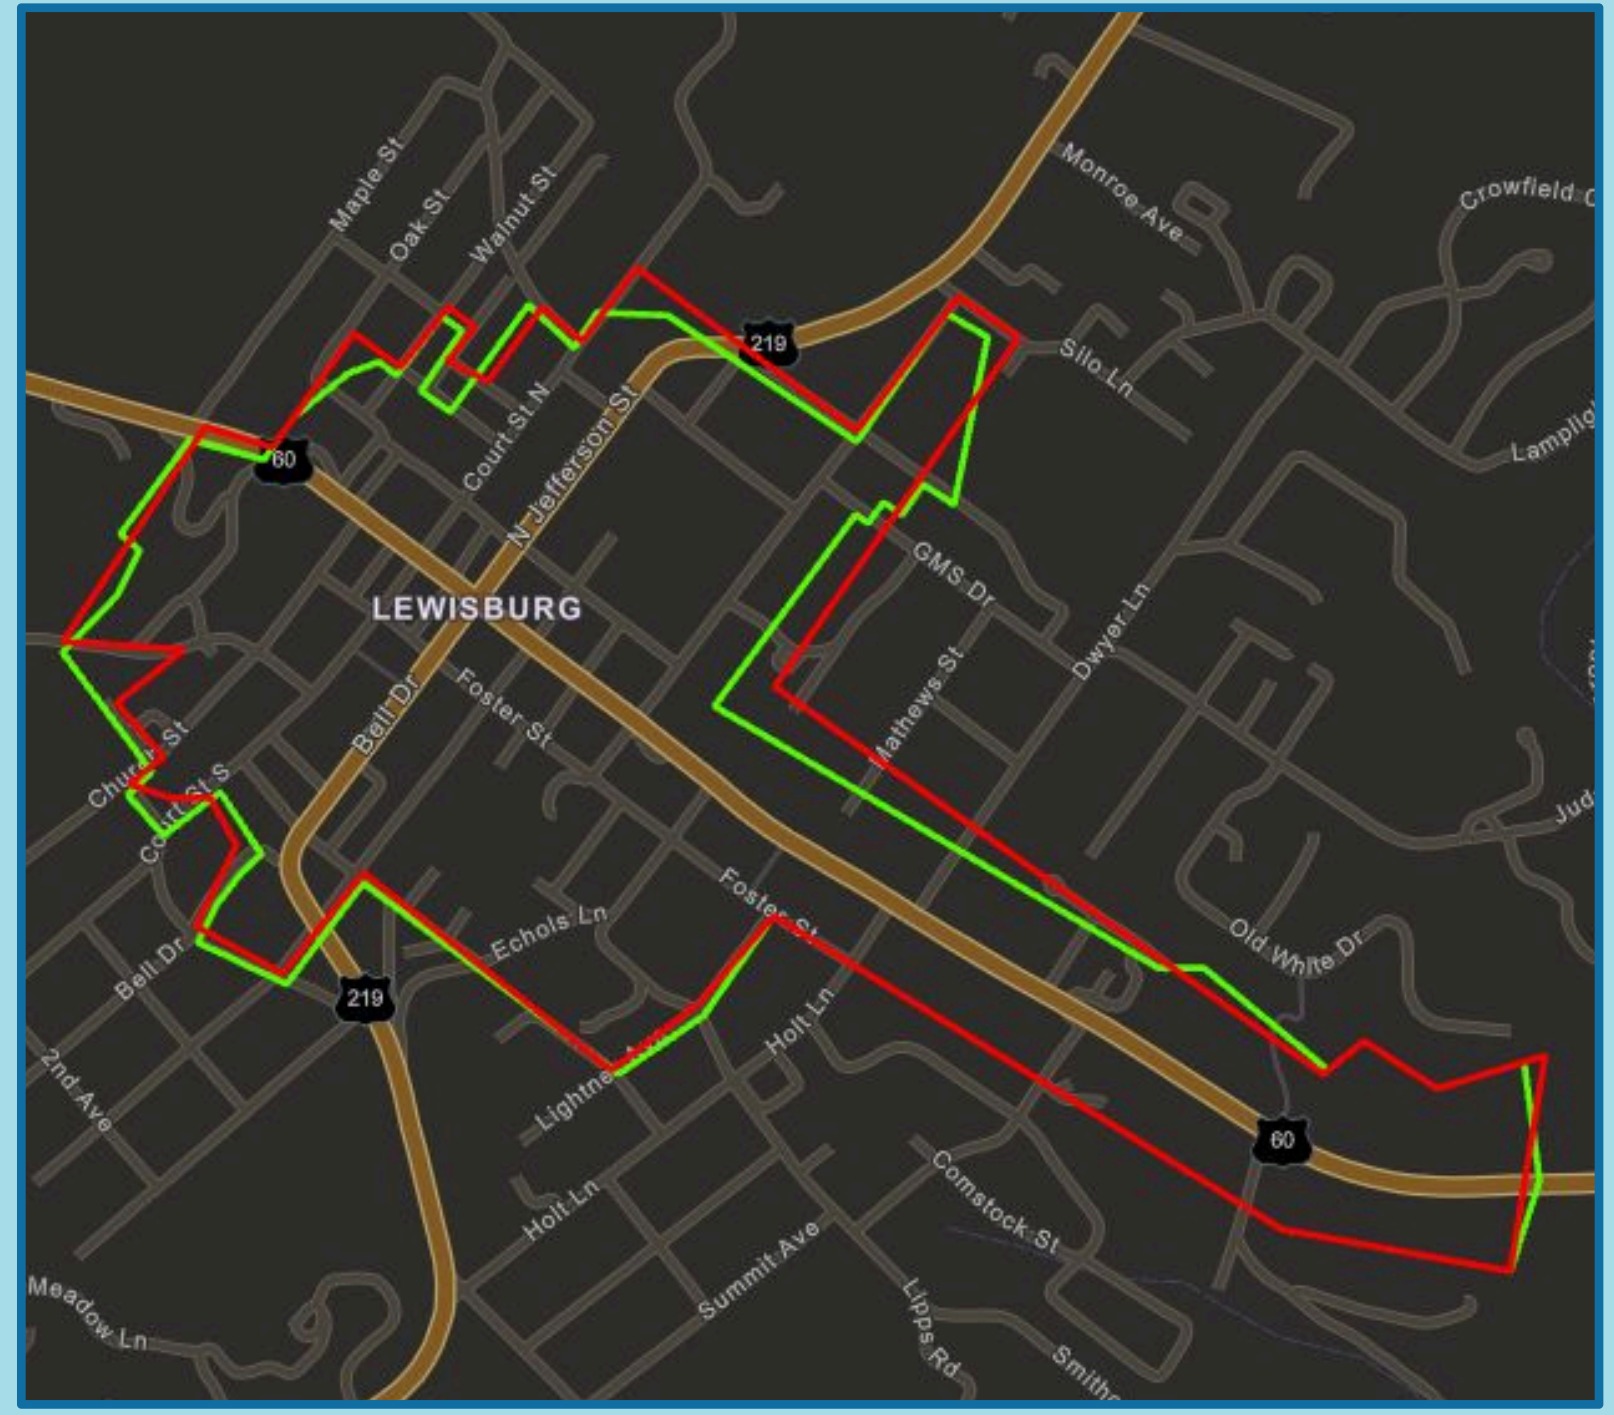 Maple St
Oak St
Walnut St
Monroe Ave
Crowfield C
219
Silo Ln
Court St N
N Jefferson St
Lamplig
60
GMS Dr
Dwyer Ln
LEWISBURG
Foster St
Bell Dr
Mathews St
Church St
Court St S
Jud
Foster St
Echols Ln
Old White Dr
Bell Dr
219
Holt Ln
2nd Ave
Lightne
60
Comstock St
Holt Ln
Summit Ave
Meadow Ln
Lipps Rd
Smitho